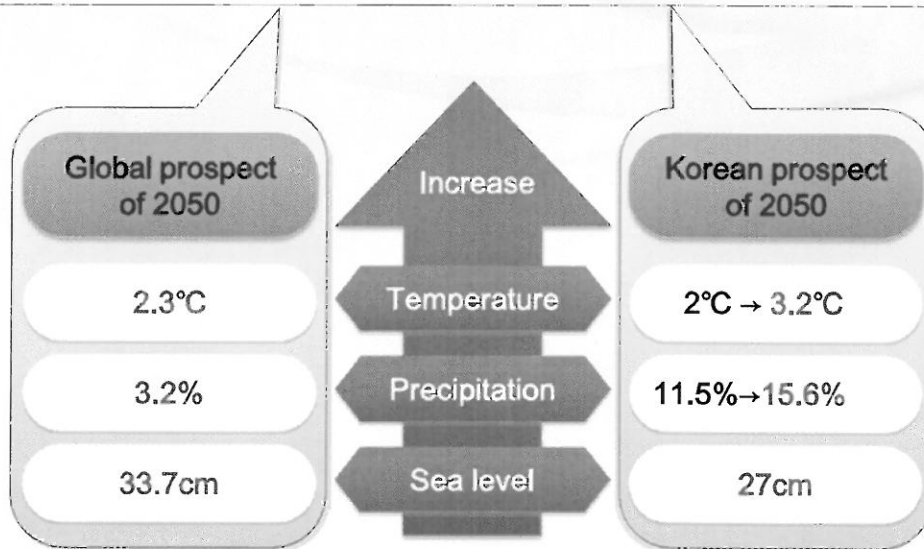 Global prospect
of 2050
2.3℃
3.2%
33.7cm
Increase
Temperature
Precipitation
Sea level
Korean prospect
of 2050
2℃ → 3.2℃
11.5%→15.6%
27cm